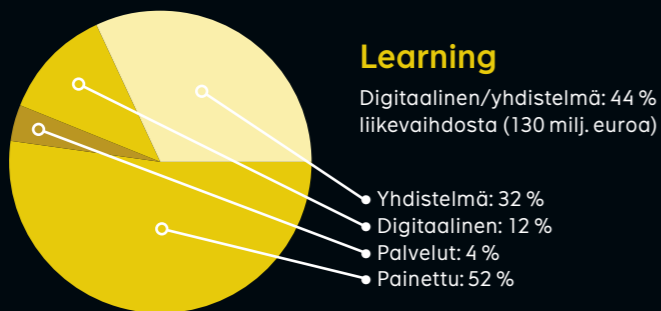 Learning
Digitaalinen/yhdistelmä: 44 %
liikevaihdosta (130 milj. euroa)
Yhdistelmä: 32 %
Digitaalinen: 12 %
Palvelut: 4 %
Painettu: 52 %